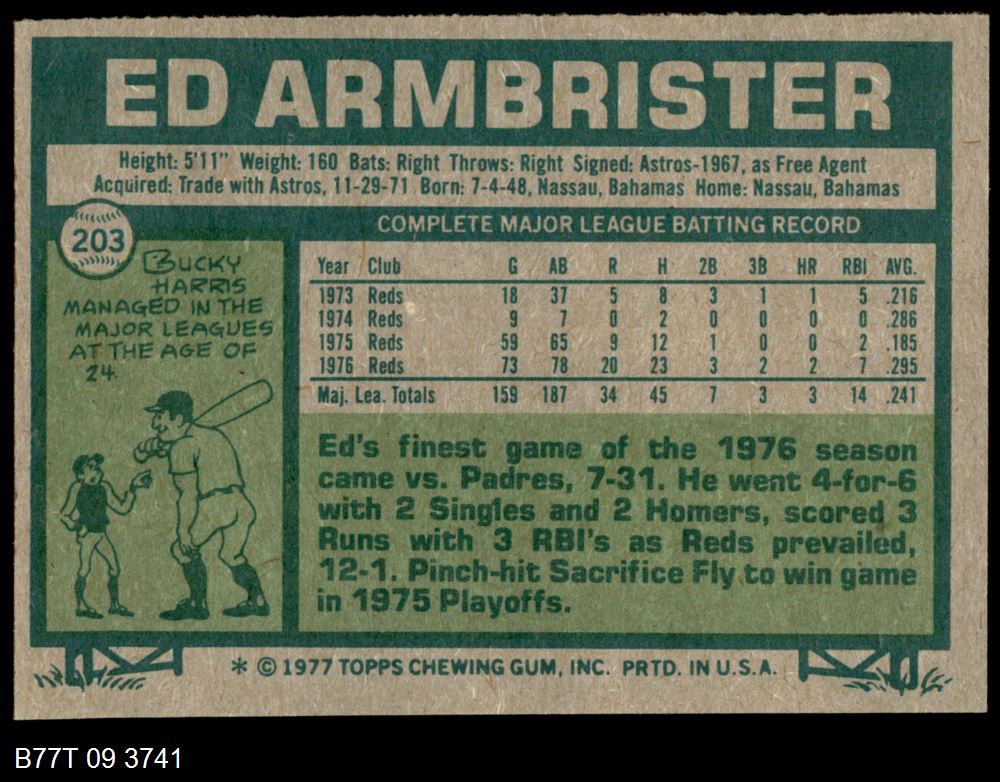 ED ARMBRISTER
Height: 5'11" Weight: 160 Bats: Right Throws: Right Signed: Astros-1967, as Free Agent
Acquired: Trade with Astros, 11-29-71 Born: 7-4-48, Nassau, Bahamas Home: Nassau, Bahamas
203
BUCKY
HARRIS
MANAGED IN THE
MAJOR LEAGUES
AT THE AGE OF
24.
COMPLETE MAJOR LEAGUE BATTING RECORD
Year Club G AB R H 2B 3B HR RBI AVG.
1973 Reds 18 37 5 8 3 1 1 5 .216
1974 Reds 9 7 0 2 0 0 0 0 .286
1975 Reds 59 65 9 12 1 0 0 2 .185
1976 Reds 73 78 20 23 3 2 2 7 .295
Maj. Lea. Totals 159 187 34 45 7 3 3 14 .241
Ed's finest game of the 1976 season
came vs. Padres, 7-31. He went 4-for-6
with 2 Singles and 2 Homers, scored 3
Runs with 3 RBI's as Reds prevailed,
12-1. Pinch-hit Sacrifice Fly to win game
in 1975 Playoffs.
* © 1977 TOPPS CHEWING GUM, INC. PRTD. IN U.S.A.
B77T 09 3741